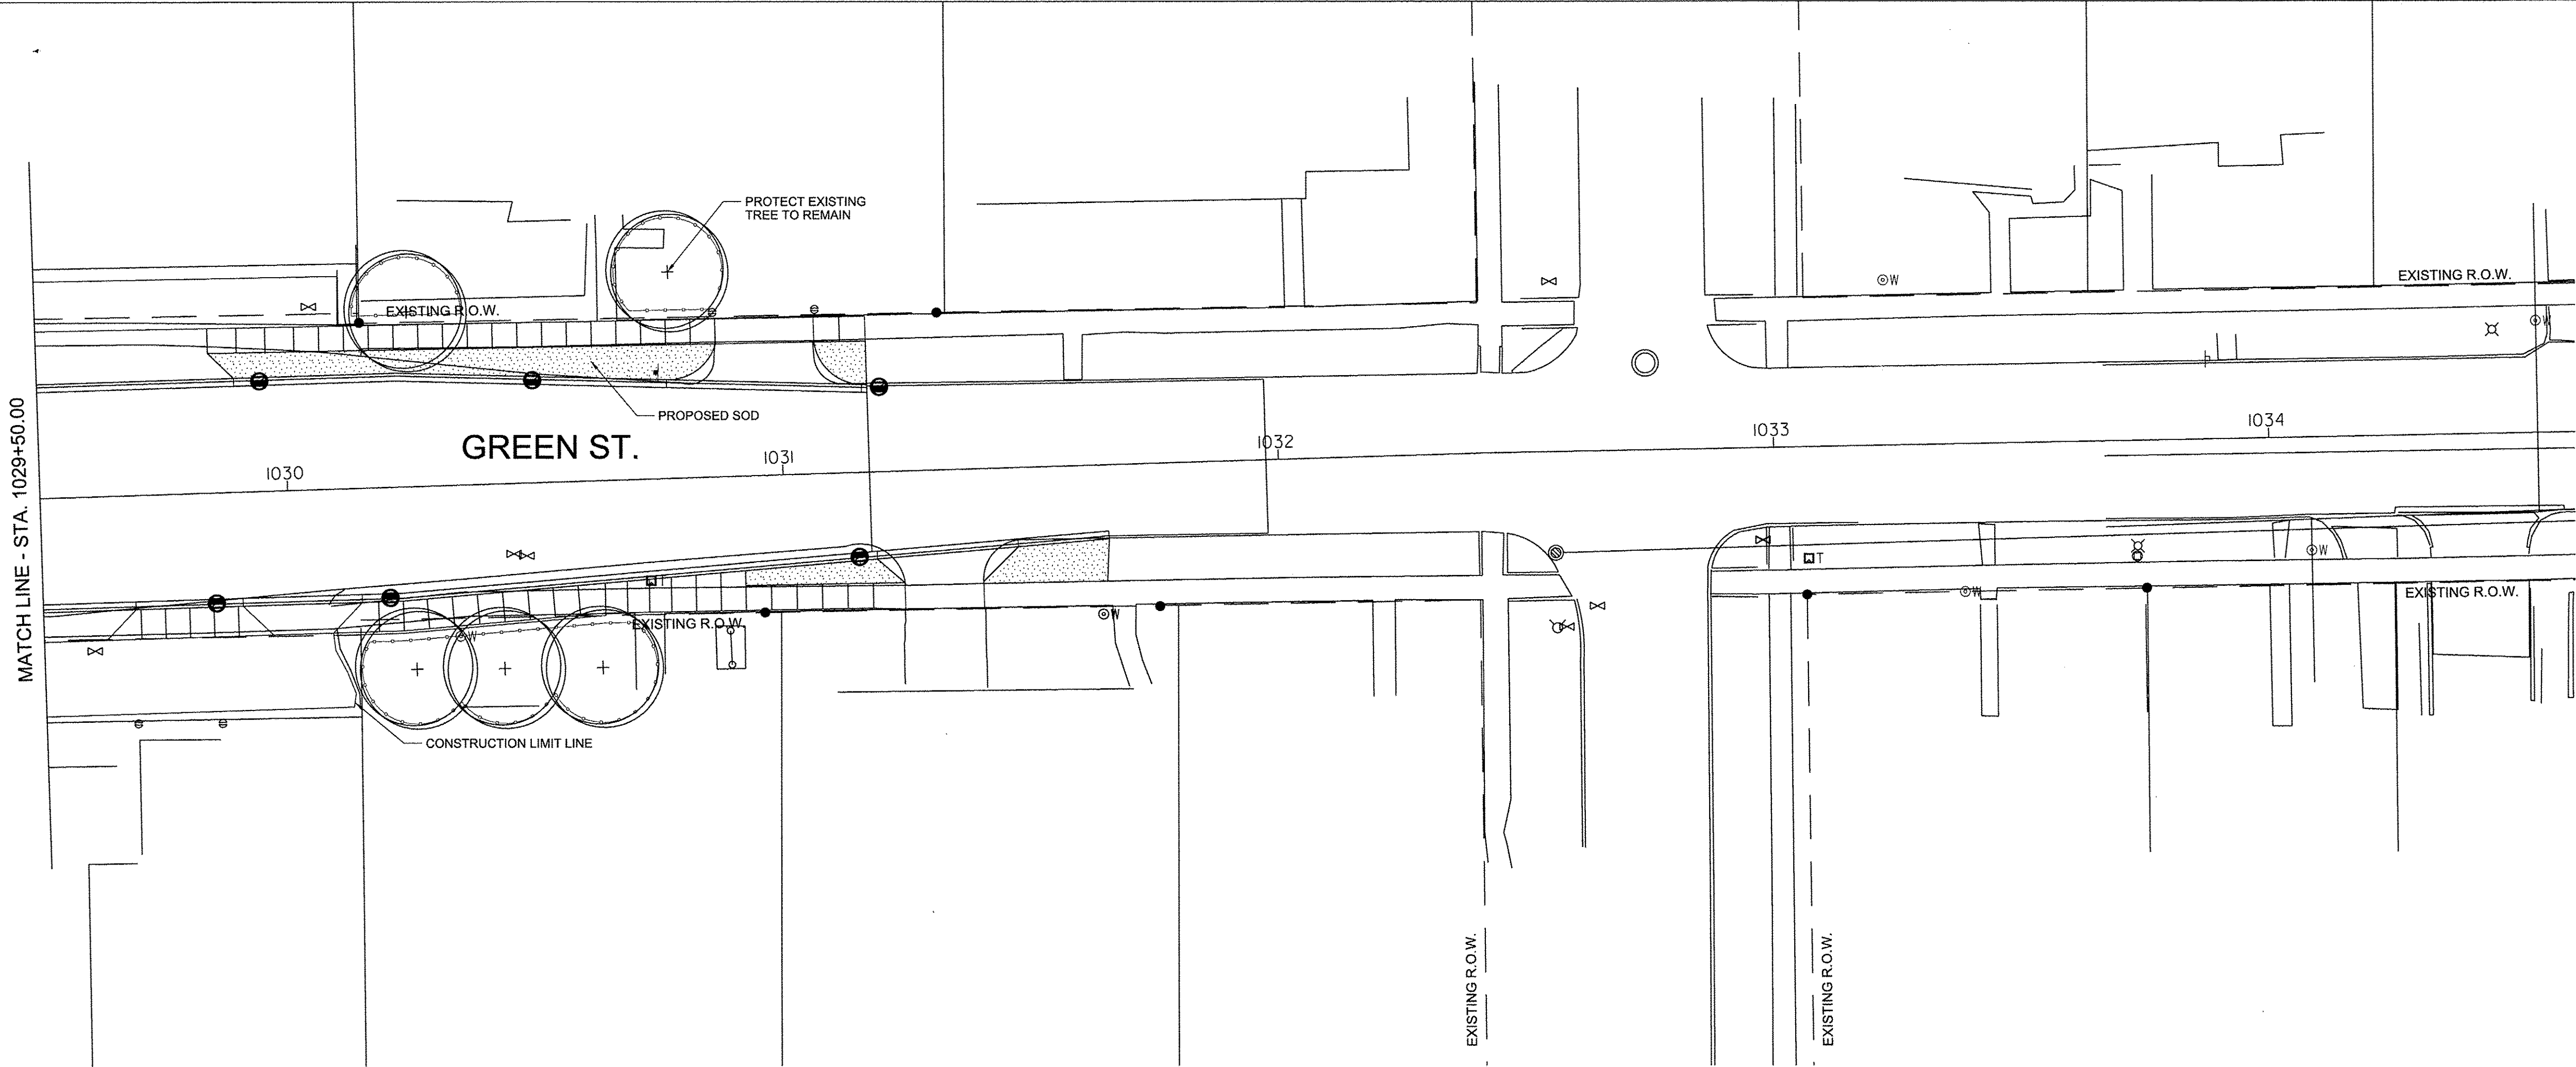 PROTECT EXISTING
TREE TO REMAIN
EXISTING R.O.W.
EXISTING R.O.W.
W
W
PROPOSED SOD
MATCH LINE - STA. 1029+50.00
GREEN ST.
1030
1031
1032
1033
1034
T
T
W
W
W
W
EXISTING R.O.W.
EXISTING R.O.W.
CONSTRUCTION LIMIT LINE
EXISTING R.O.W.
EXISTING R.O.W.